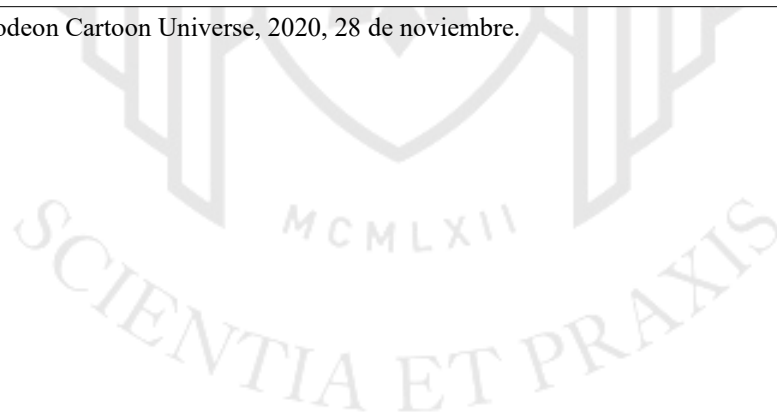 odeon Cartoon Universe, 2020, 28 de noviembre.
MCMLXII
SCIENTIA ET PRAXIS